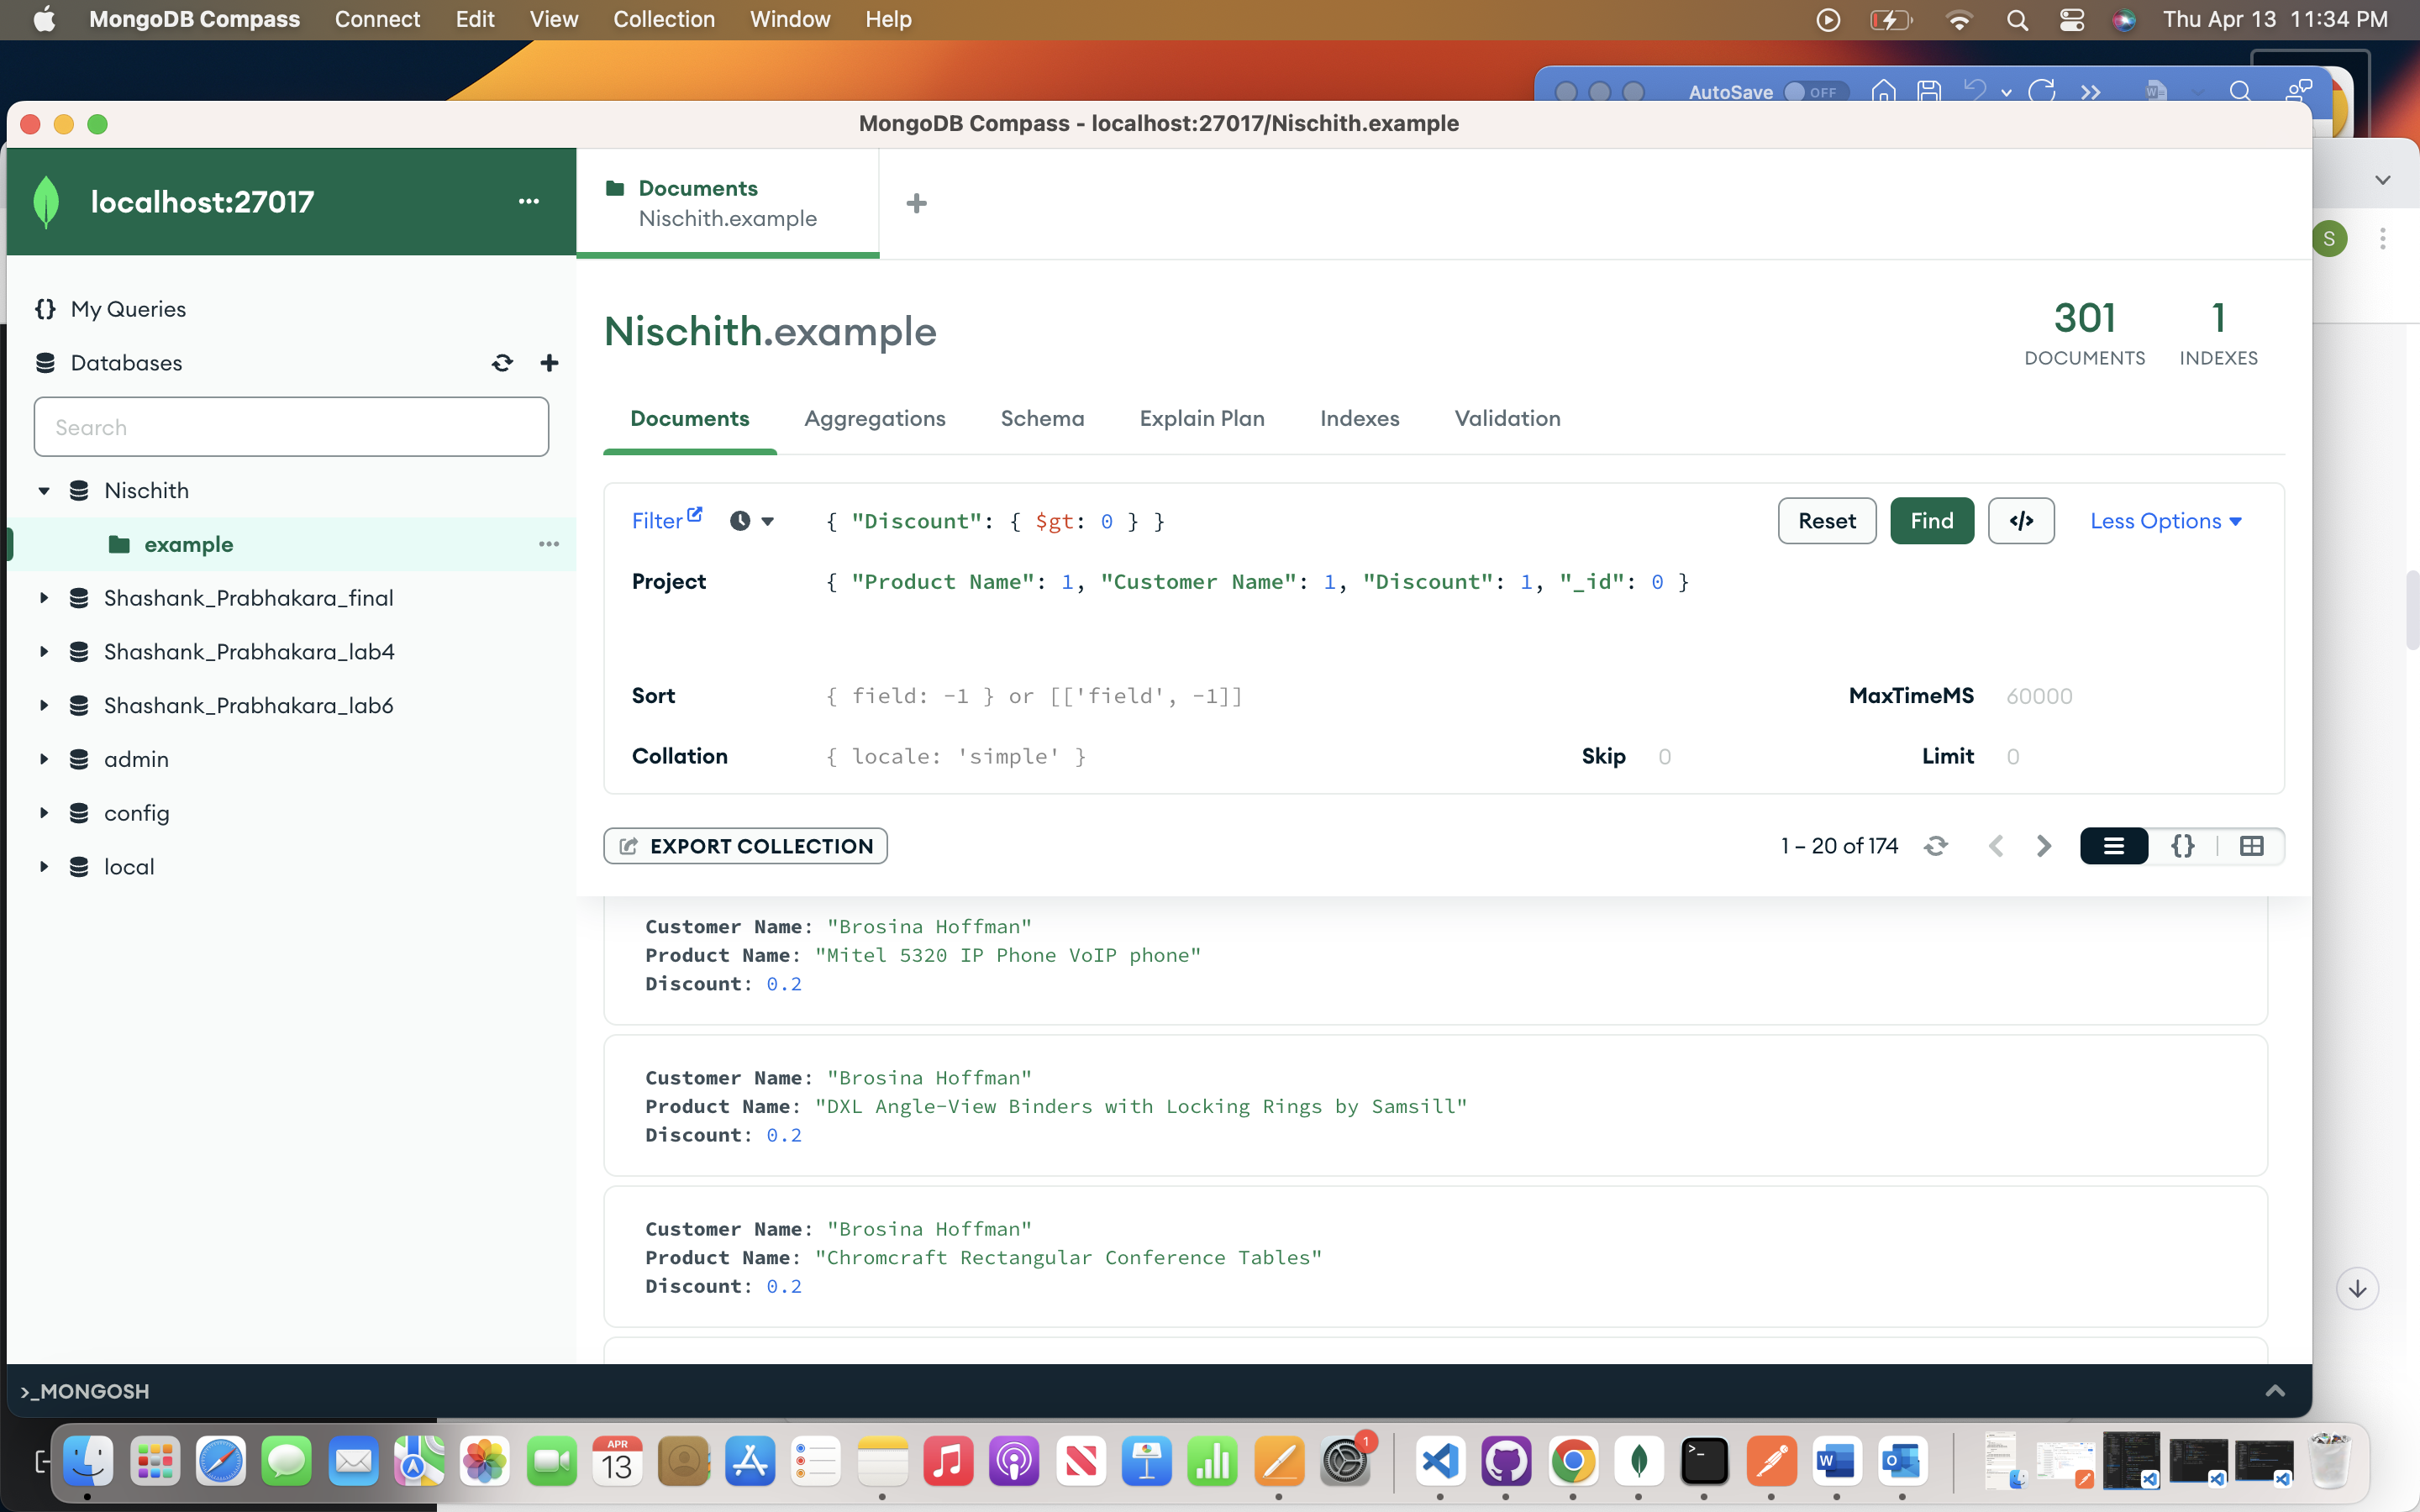 MongoDB Compass Connect Edit View Collection Window Help Thu Apr 13 11:34 PM
AutoSave OFF
MongoDB Compass - localhost:27017/Nischith.example
localhost:27017
Documents
Nischith.example
S
My Queries
Databases
Search
Nischith
example
Shashank_Prabhakara_final
Shashank_Prabhakara_lab4
Shashank_Prabhakara_lab6
admin
config
local
Nischith.example
301
DOCUMENTS
1
INDEXES
Documents Aggregations Schema Explain Plan Indexes Validation
Filter { "Discount": { $gt: 0 } } Reset Find </> Less Options
Project { "Product Name": 1, "Customer Name": 1, "Discount": 1, "_id": 0 }
Sort { field: -1 } or [['field', -1]] MaxTimeMS 60000
Collation { locale: 'simple' } Skip 0 Limit 0
EXPORT COLLECTION 1 – 20 of 174 {}
Customer Name: "Brosina Hoffman"
Product Name: "Mitel 5320 IP Phone VoIP phone"
Discount: 0.2
Customer Name: "Brosina Hoffman"
Product Name: "DXL Angle-View Binders with Locking Rings by Samsill"
Discount: 0.2
Customer Name: "Brosina Hoffman"
Product Name: "Chromcraft Rectangular Conference Tables"
Discount: 0.2
>_MONGOSH
APR
13
1